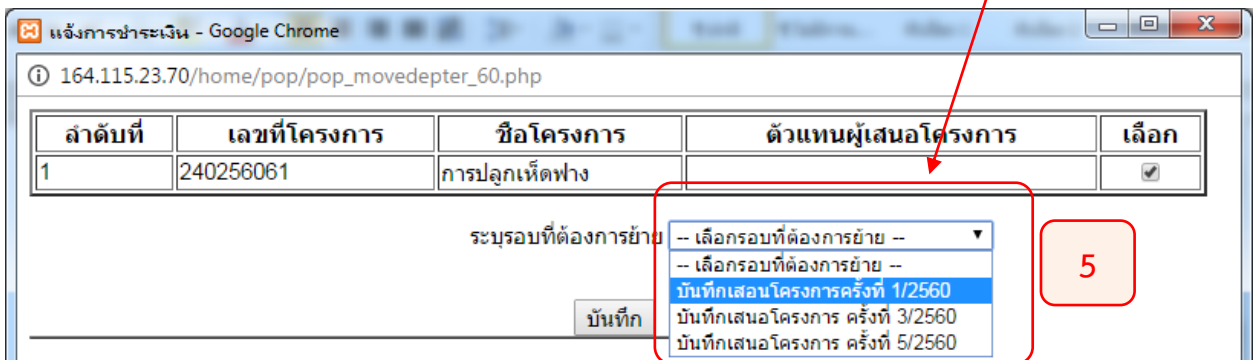 แจ้งการชำระเงิน - Google Chrome
164.115.23.70/home/pop/pop_movedepter_60.php
ลำดับที่ เลขที่โครงการ ชื่อโครงการ ตัวแทนผู้เสนอโครงการ เลือก
1 240256061 การปลูกเห็ดฟาง
ระบุรอบที่ต้องการย้าย -- เลือกรอบที่ต้องการย้าย --
-- เลือกรอบที่ต้องการย้าย --
5
บันทึกเสอนโครงการครั้งที่ 1/2560
บันทึก บันทึกเสนอโครงการ ครั้งที่ 3/2560
บันทึกเสนอโครงการ ครั้งที่ 5/2560